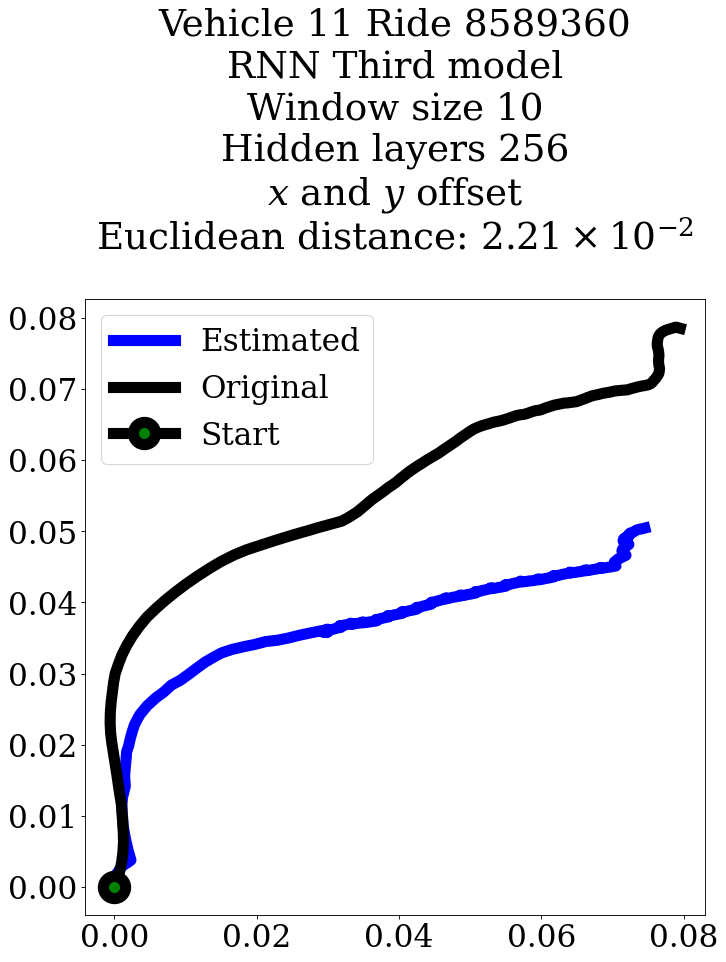 Vehicle 11 Ride 8589360
RNN Third model
Window size 10
Hidden layers 256
x and y offset
Euclidean distance: 2.21 × 10⁻²
Estimated
Original
Start
0.08
0.07
0.06
0.05
0.04
0.03
0.02
0.01
0.00
0.00 0.02 0.04 0.06 0.08